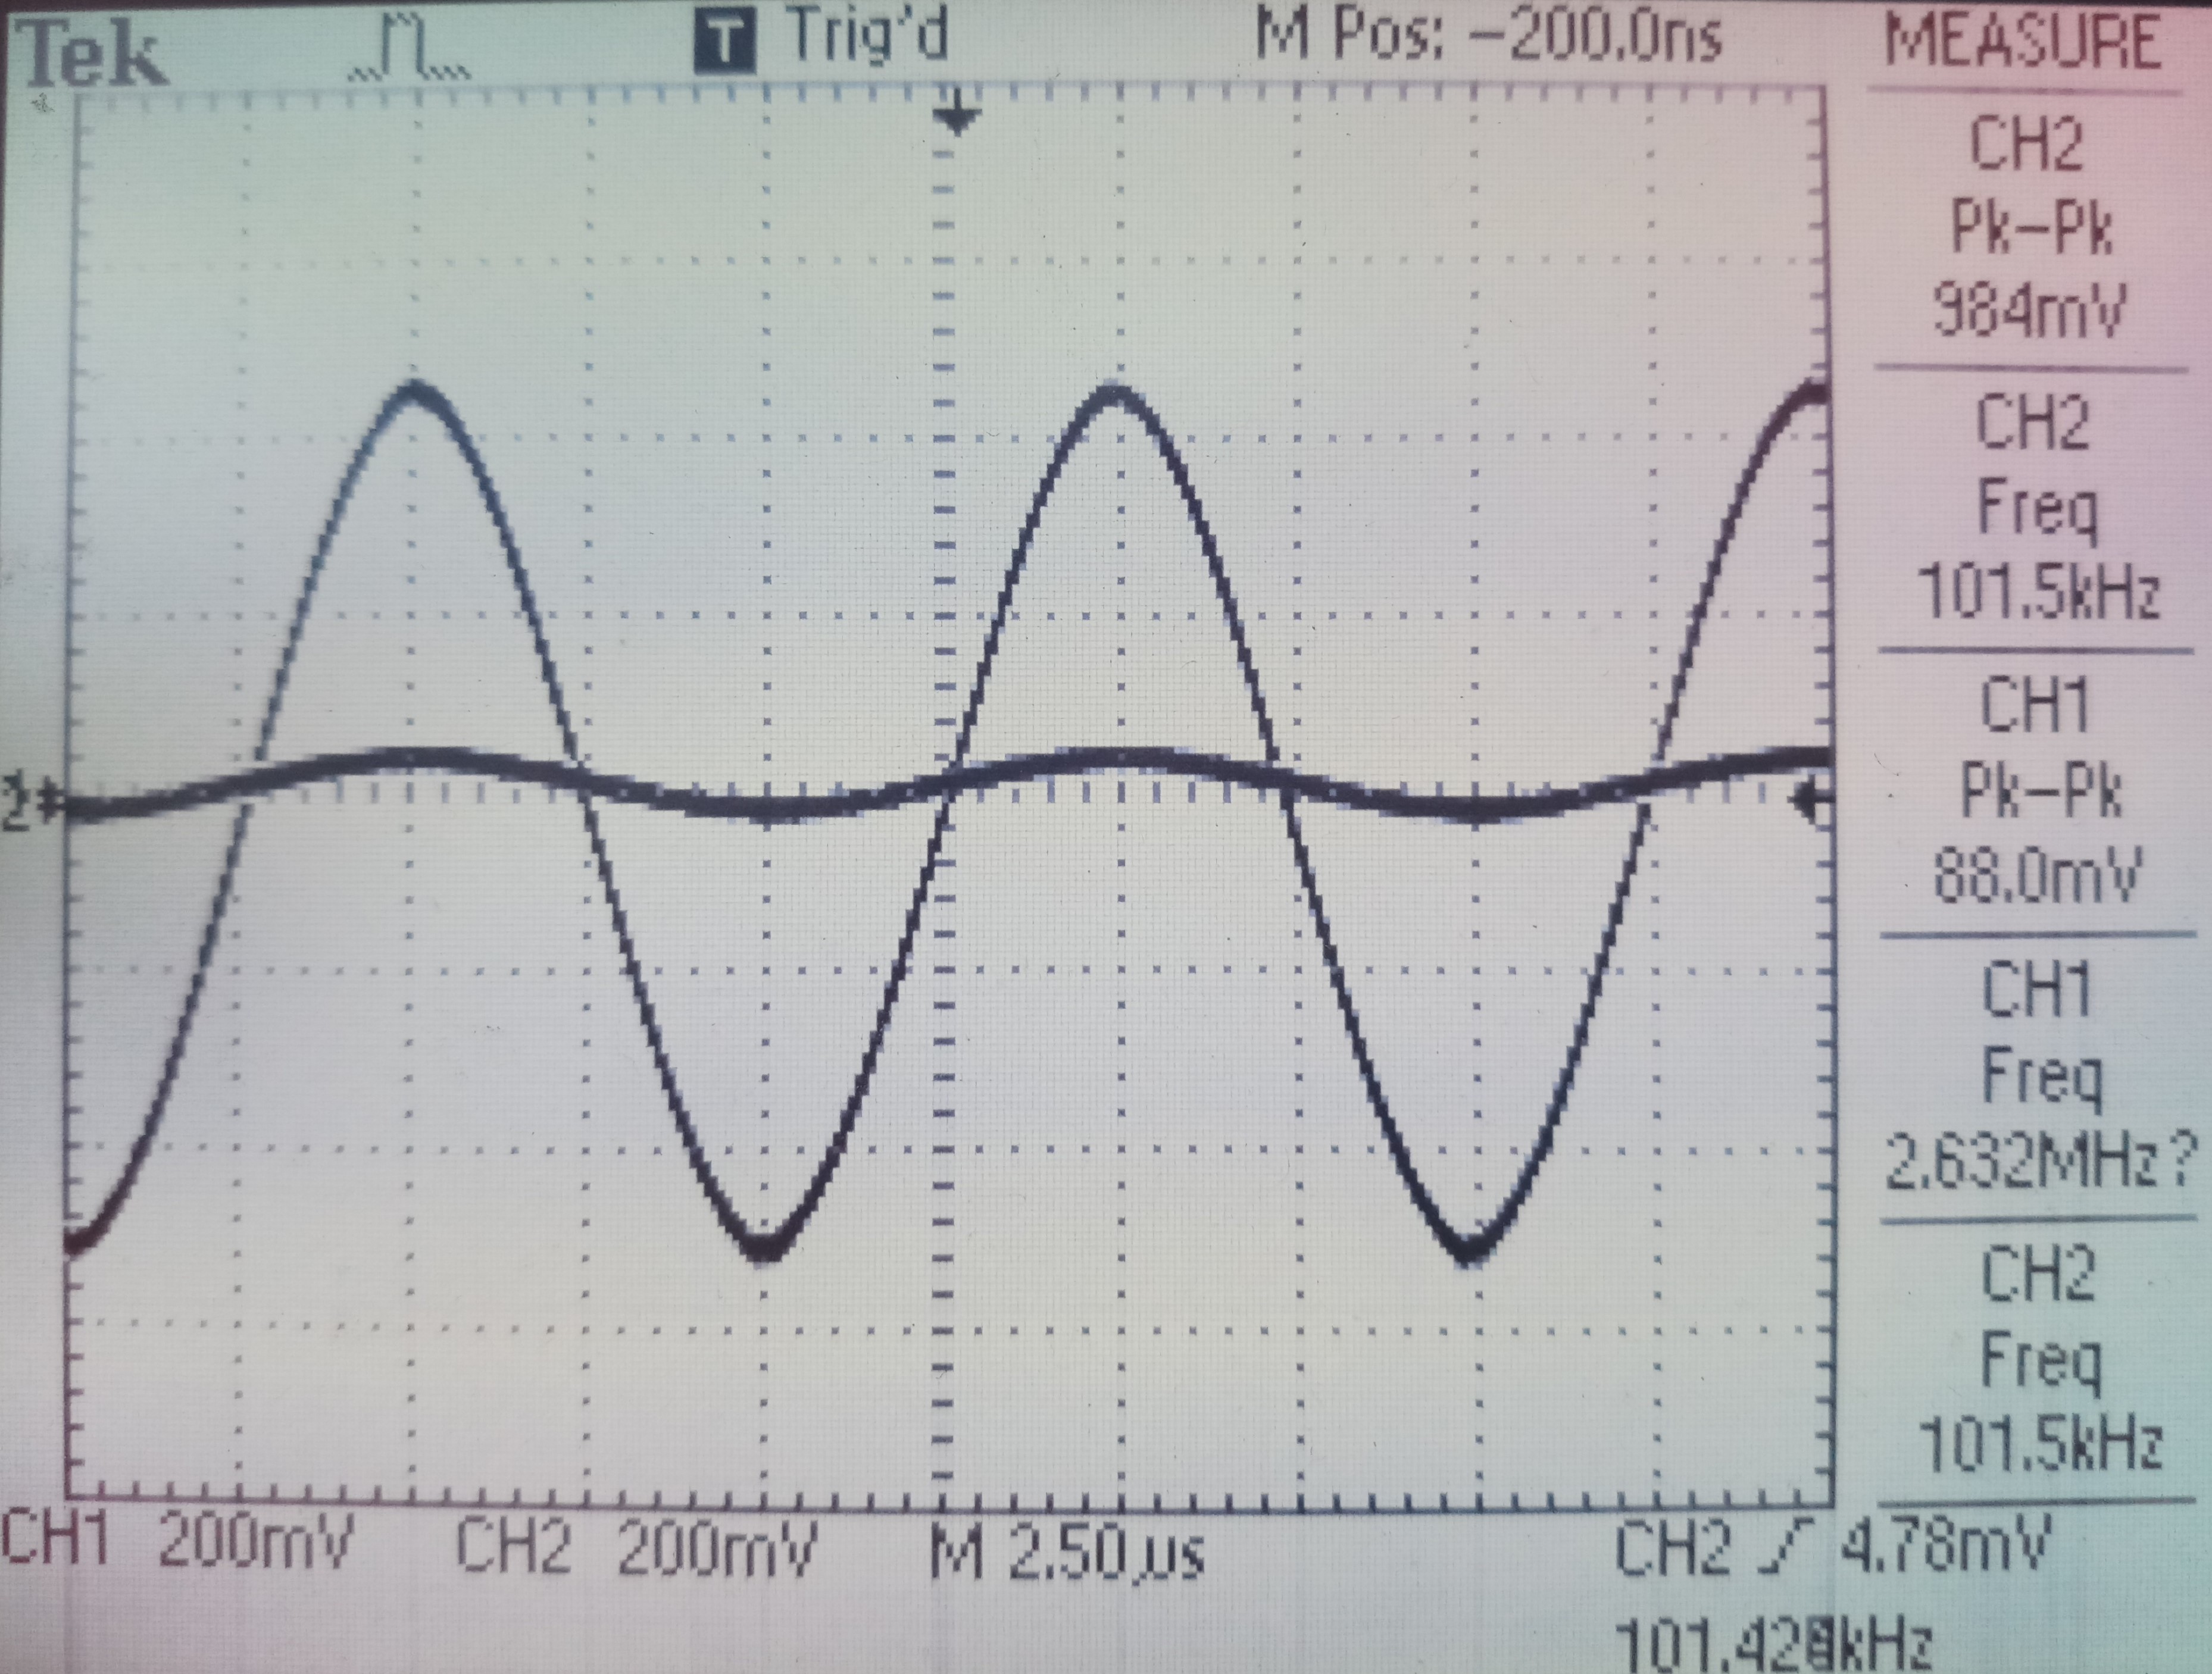 Tek T Trig'd M Pos: -200.0ns MEASURE
CH2
Pk-Pk
984mV
CH2
Freq
101.5kHz
CH1
Pk-Pk
88.0mV
CH1
Freq
2.632MHz?
CH2
Freq
101.5kHz
2
CH1 200mV CH2 200mV M 2.50µs CH2 4.78mV